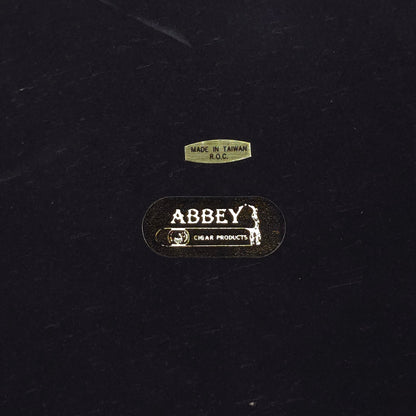 MADE IN TAIWAN
R.O.C.
ABBEY
CIGAR PRODUCTS